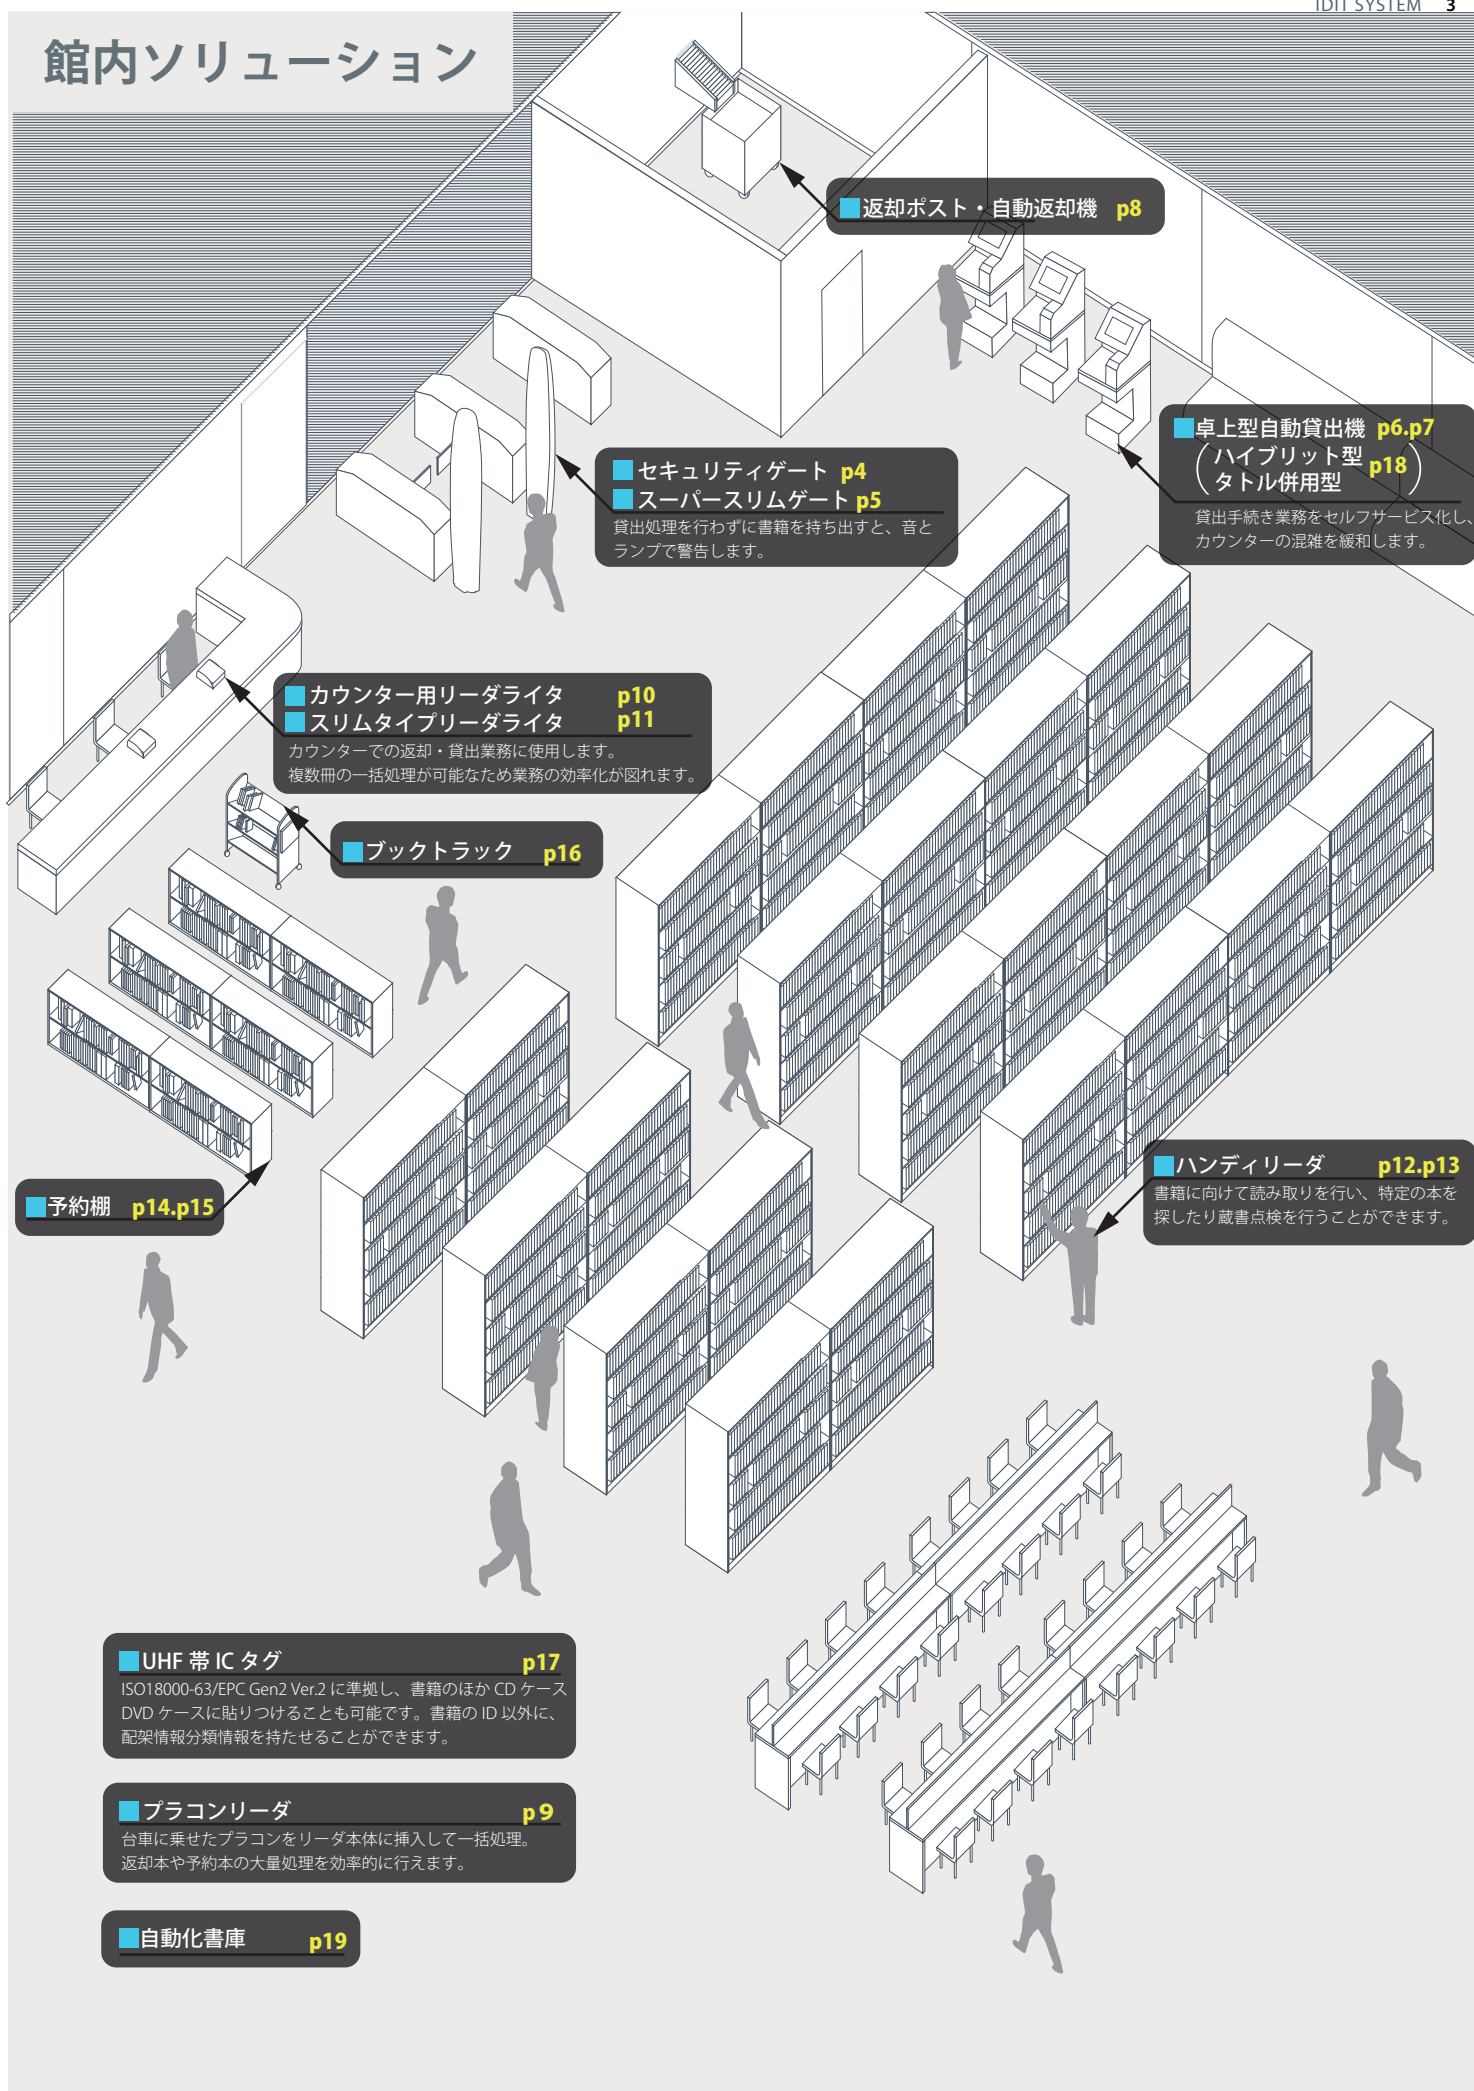 IDIT SYSTEM 3
館内ソリューション
返却ポスト・自動返却機 p8
卓上型自動貸出機 p6.p7
(ハイブリット型
タトル併用型) p18
貸出手続き業務をセルフサービス化し、
カウンターの混雑を緩和します。
セキュリティゲート p4
スーパースリムゲート p5
貸出処理を行わずに書籍を持ち出すと、音と
ランプで警告します。
カウンター用リーダライタ p10
スリムタイプリーダライタ p11
カウンターでの返却・貸出業務に使用します。
複数冊の一括処理が可能なため業務の効率化が図れます。
ブックトラック p16
予約棚 p14.p15
ハンディリーダ p12.p13
書籍に向けて読み取りを行い、特定の本を
探したり蔵書点検を行うことができます。
UHF 帯 IC タグ p17
ISO18000-63/EPC Gen2 Ver.2 に準拠し、書籍のほか CD ケース
DVD ケースに貼りつけることも可能です。書籍の ID 以外に、
配架情報分類情報を持たせることができます。
プラコンリーダ p9
台車に乗せたプラコンをリーダ本体に挿入して一括処理。
返却本や予約本の大量処理を効率的に行えます。
自動化書庫 p19